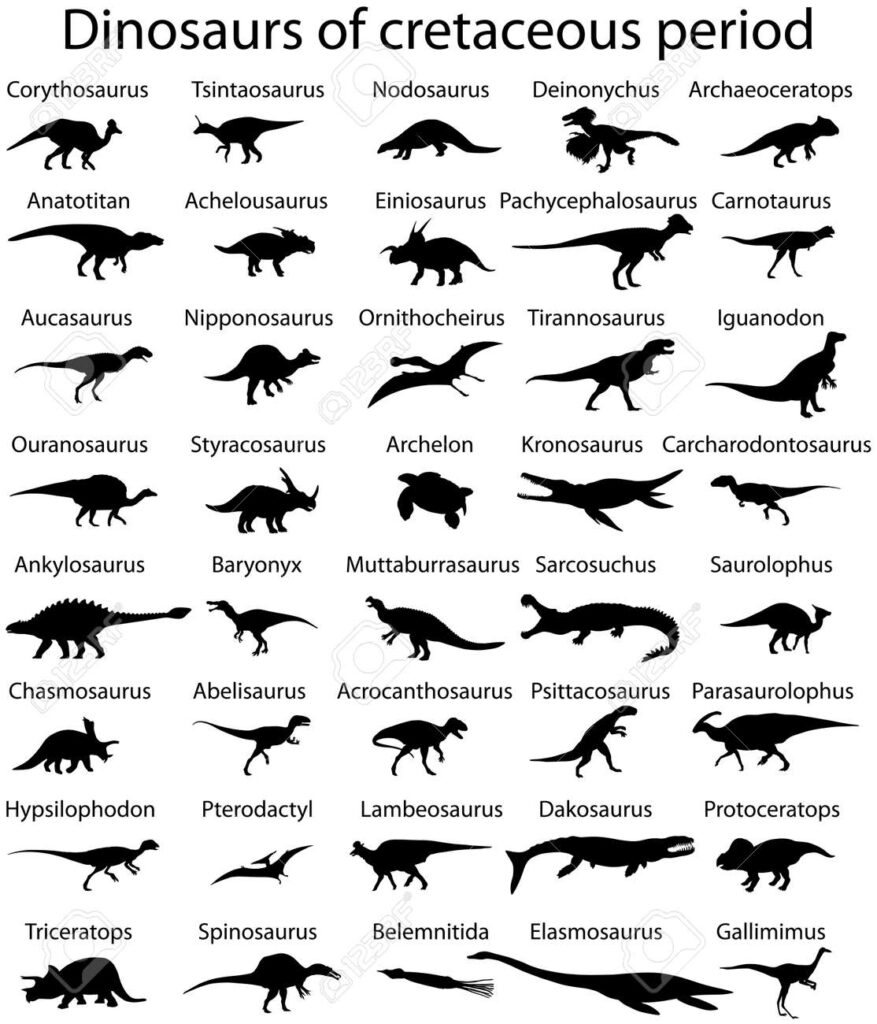 Dinosaurs of cretaceous period
Corythosaurus Tsintaosaurus Nodosaurus Deinonychus Archaeoceratops
Anatotitan Achelousaurus Einiosaurus Pachycephalosaurus Carnotaurus
Aucasaurus Nipponosaurus Ornithocheirus Tirannosaurus Iguanodon
Ouranosaurus Styracosaurus Archelon Kronosaurus Carcharodontosaurus
Ankylosaurus Baryonyx Muttaburrasaurus Sarcosuchus Saurolophus
Chasmosaurus Abelisaurus Acrocanthosaurus Psittacosaurus Parasaurolophus
Hypsilophodon Pterodactyl Lambeosaurus Dakosaurus Protoceratops
Triceratops Spinosaurus Belemnitida Elasmosaurus Gallimimus